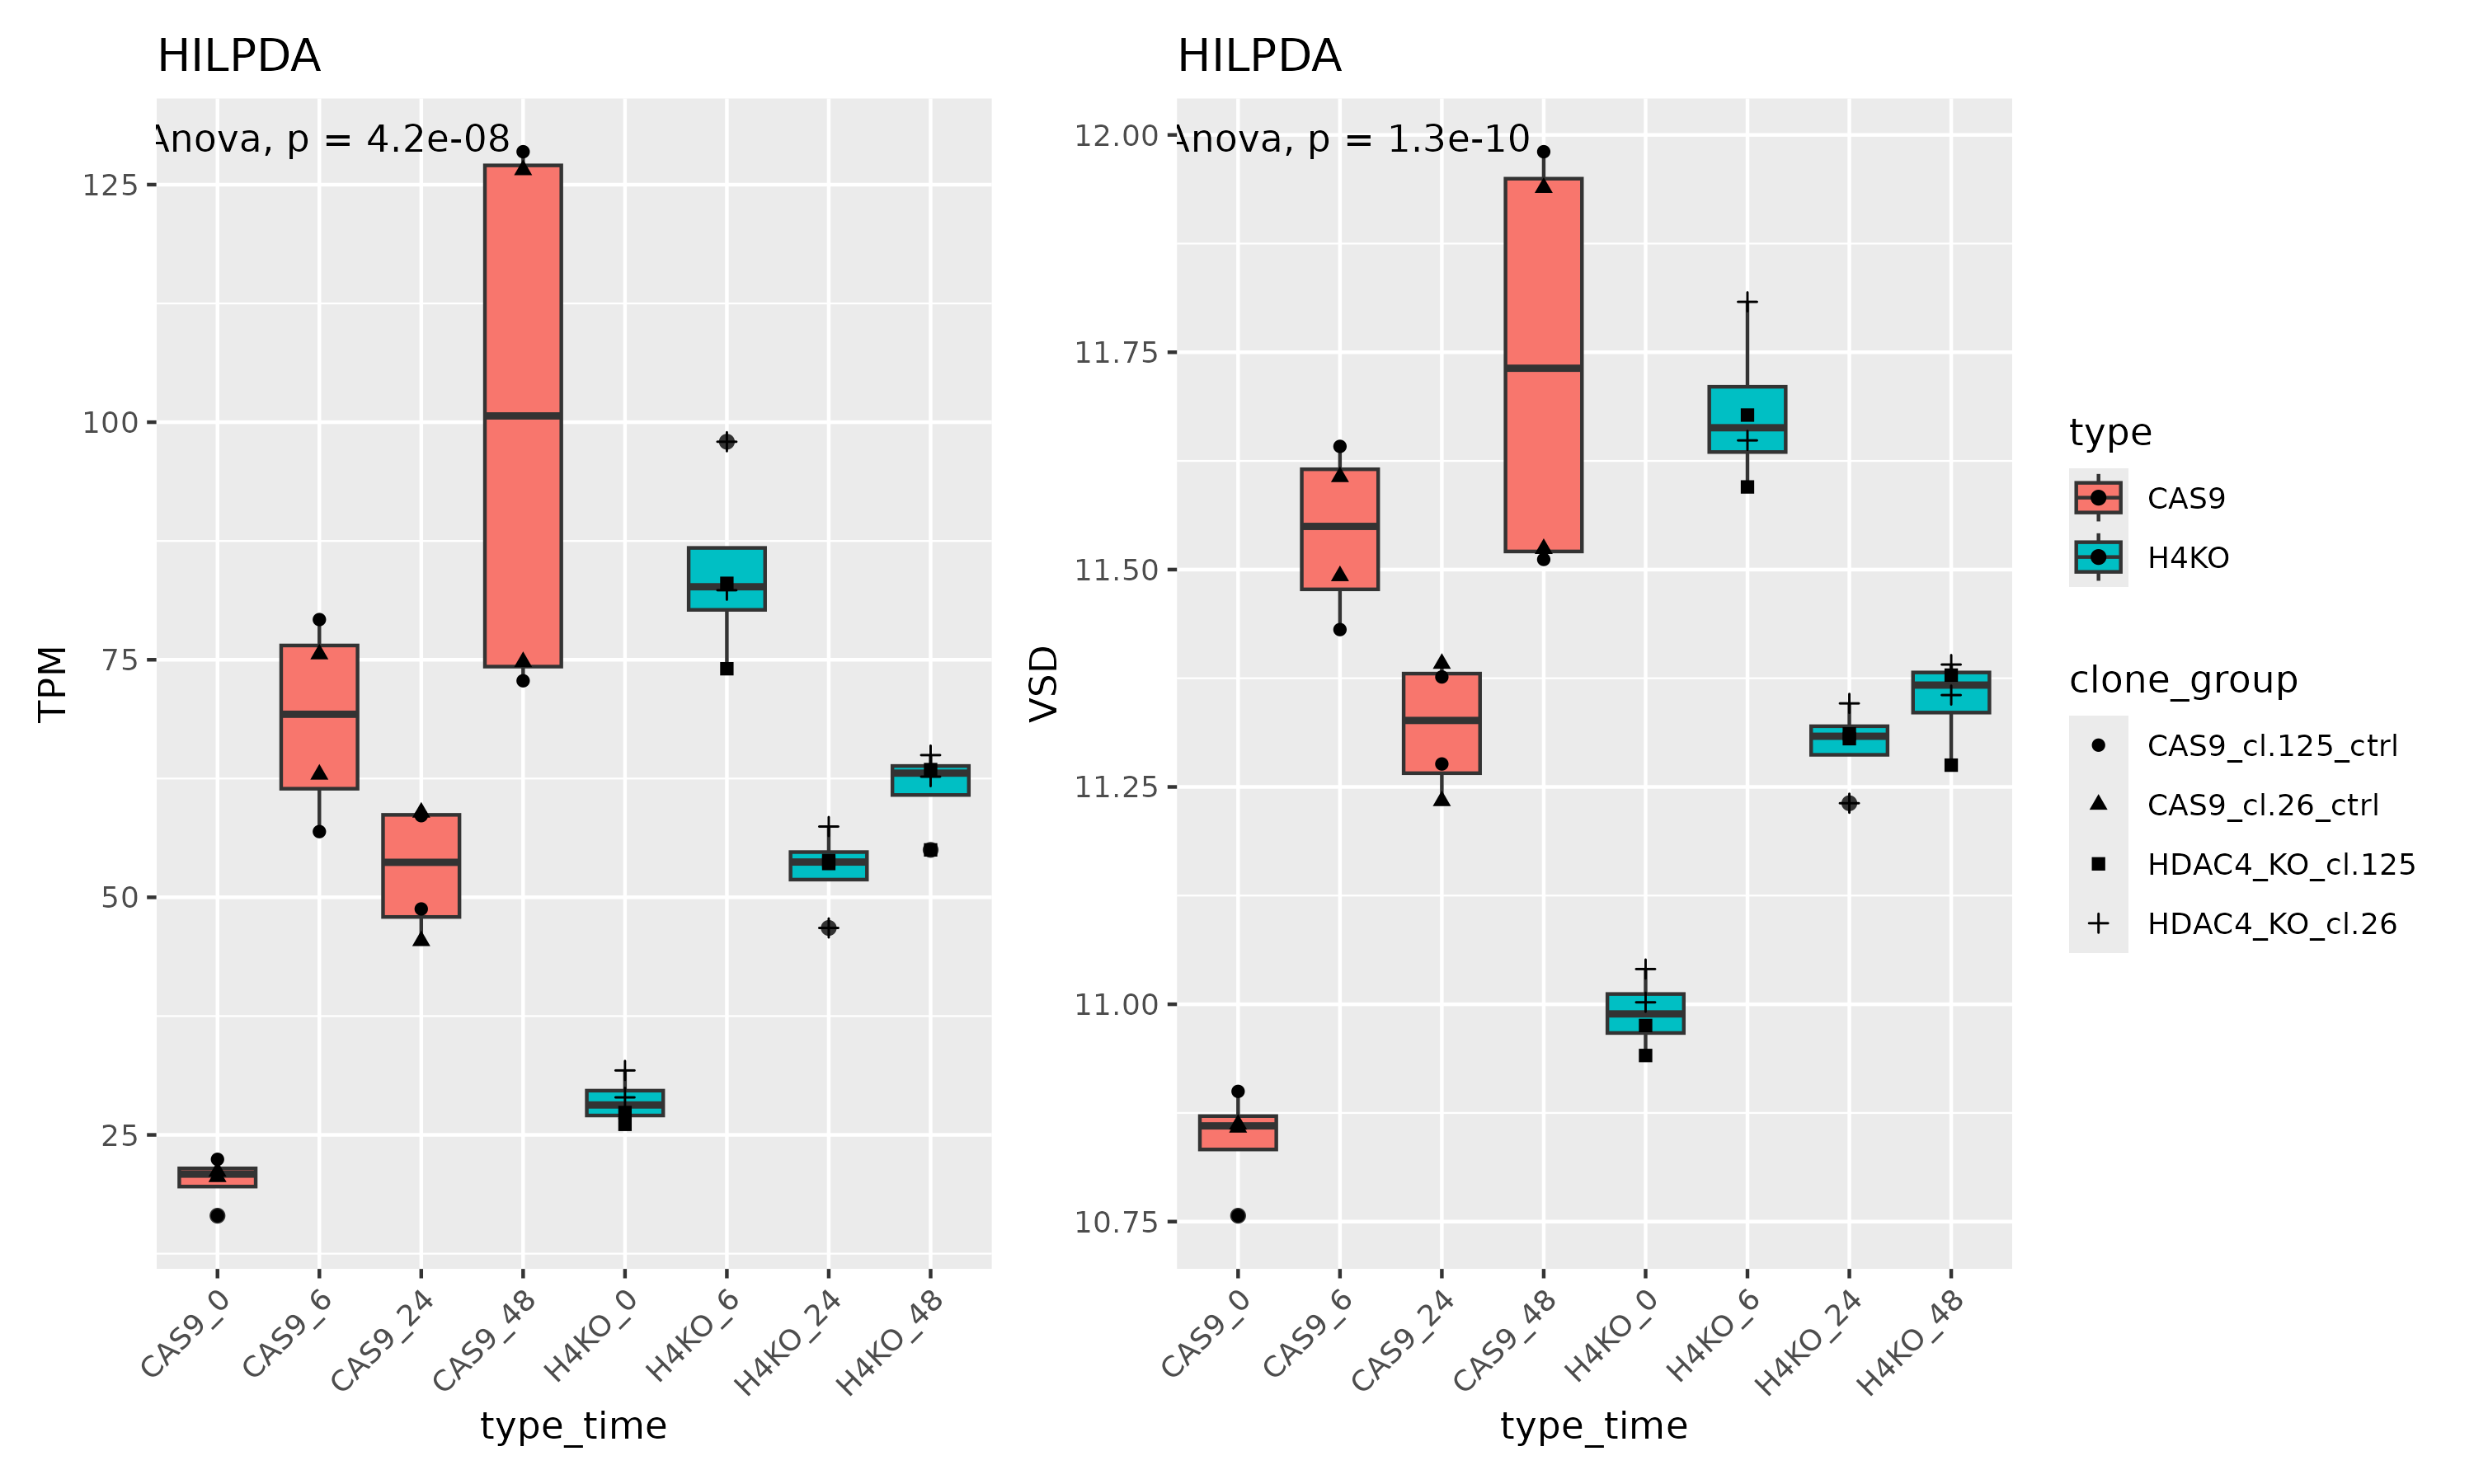 HILPDA
Anova, p = 4.2e-08
125
100
75
50
25
TPM
CAS9_0
CAS9_6
CAS9_24
CAS9_48
H4KO_0
H4KO_6
H4KO_24
H4KO_48
type_time
HILPDA
Anova, p = 1.3e-10
12.00
11.75
11.50
11.25
11.00
10.75
VSD
CAS9_0
CAS9_6
CAS9_24
CAS9_48
H4KO_0
H4KO_6
H4KO_24
H4KO_48
type_time
type
CAS9
H4KO
clone_group
CAS9_cl.125_ctrl
CAS9_cl.26_ctrl
HDAC4_KO_cl.125
HDAC4_KO_cl.26